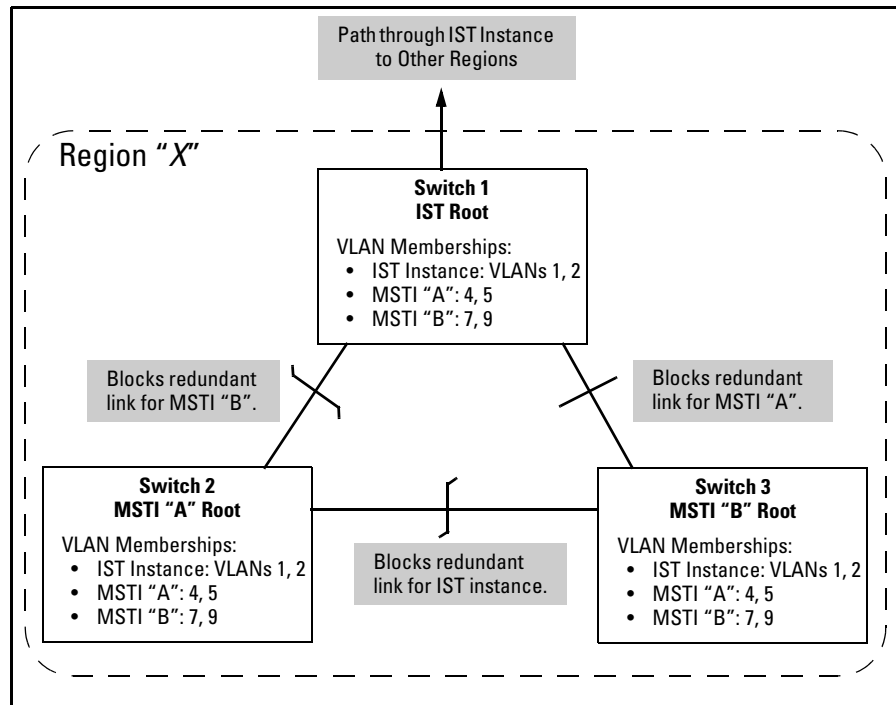 Path through IST Instance
to Other Regions
Region “X”
Switch 1
IST Root
VLAN Memberships:
• IST Instance: VLANs 1, 2
• MSTI “A”: 4, 5
• MSTI “B”: 7, 9
Blocks redundant
link for MSTI “B”.
Blocks redundant
link for MSTI “A”.
Switch 2
MSTI “A” Root
VLAN Memberships:
• IST Instance: VLANs 1, 2
• MSTI “A”: 4, 5
• MSTI “B”: 7, 9
Blocks redundant
link for IST instance.
Switch 3
MSTI “B” Root
VLAN Memberships:
• IST Instance: VLANs 1, 2
• MSTI “A”: 4, 5
• MSTI “B”: 7, 9